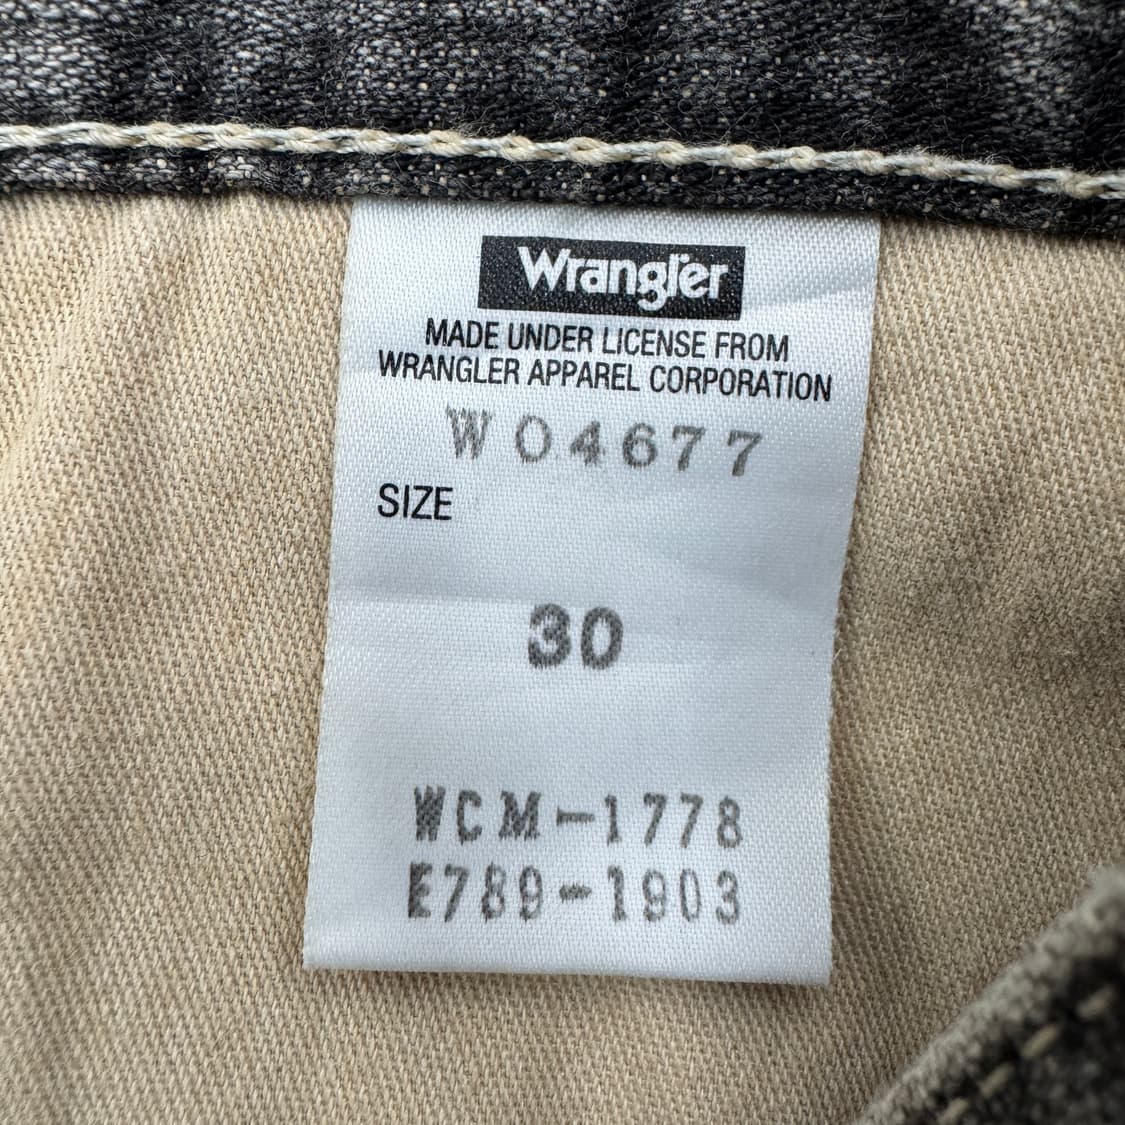 Wrangler
MADE UNDER LICENSE FROM
WRANGLER APPAREL CORPORATION
W04677
SIZE
30
WCM-1778
E789-1903